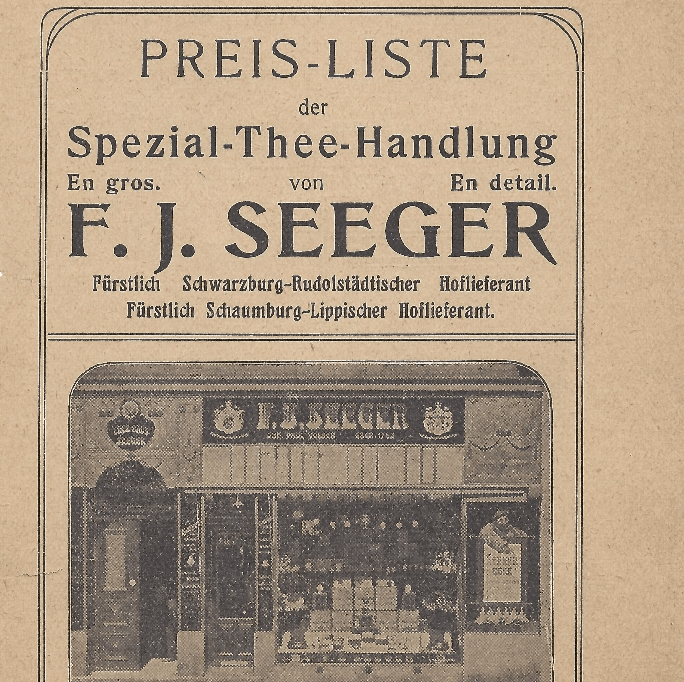 PREIS-LISTE
der
Spezial-Thee-Handlung
En gros. von En detail.
F. J. SEEGER
Fürstlich Schwarzburg-Rudolstädtischer Hoflieferant
Fürstlich Schaumburg-Lippischer Hoflieferant.
F. J. SEEGER